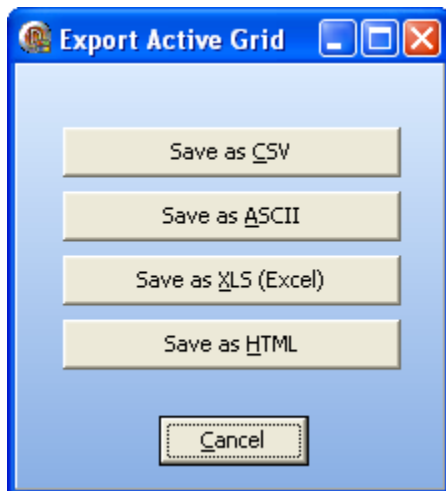 Export Active Grid
Save as CSV
Save as ASCII
Save as XLS (Excel)
Save as HTML
Cancel